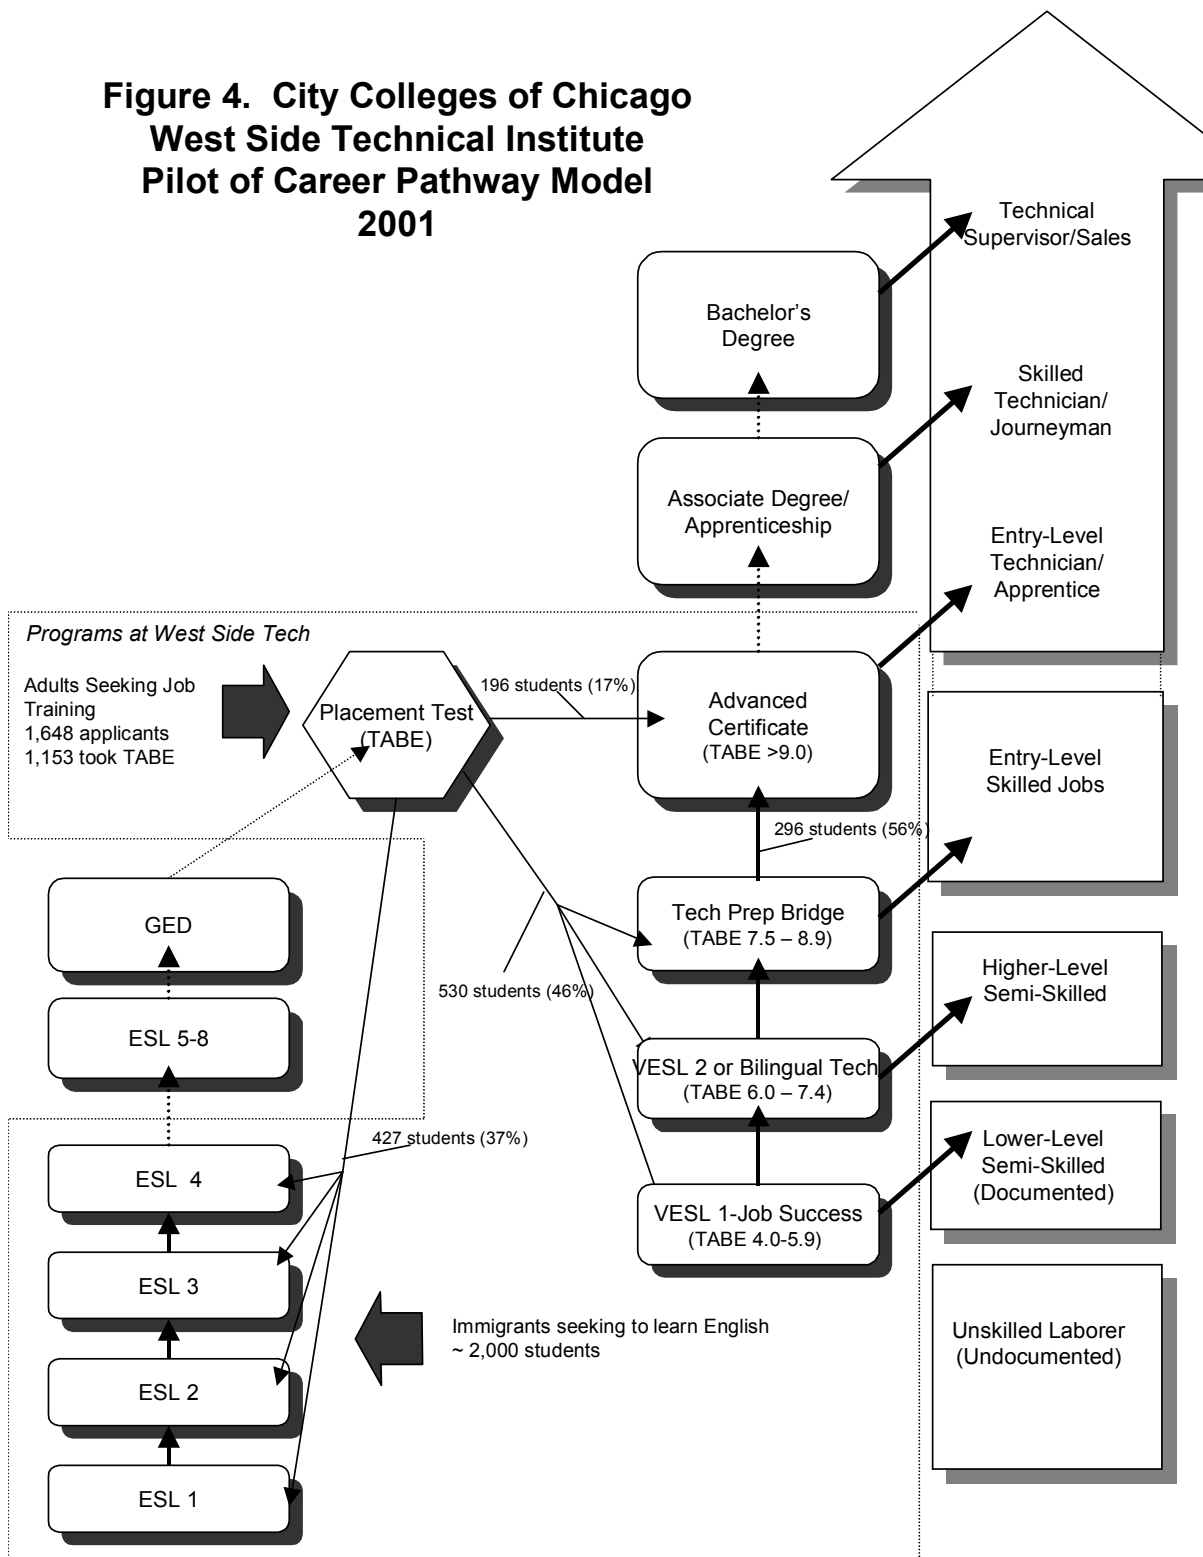 Figure 4.  City Colleges of Chicago
West Side Technical Institute
Pilot of Career Pathway Model
2001
Technical
Supervisor/Sales
Bachelor’s
Degree
Skilled
Technician/
Journeyman
Associate Degree/
Apprenticeship
Entry-Level
Technician/
Apprentice
Programs at West Side Tech
Adults Seeking Job
Training
1,648 applicants
1,153 took TABE
Placement Test
(TABE)
196 students (17%)
Advanced
Certificate
(TABE >9.0)
Entry-Level
Skilled Jobs
296 students (56%)
GED
Tech Prep Bridge
(TABE 7.5 – 8.9)
530 students (46%)
Higher-Level
Semi-Skilled
ESL 5-8
VESL 2 or Bilingual Tech
(TABE 6.0 – 7.4)
427 students (37%)
Lower-Level
Semi-Skilled
(Documented)
ESL  4
VESL 1-Job Success
(TABE 4.0-5.9)
ESL 3
Immigrants seeking to learn English
~ 2,000 students
Unskilled Laborer
(Undocumented)
ESL 2
ESL 1